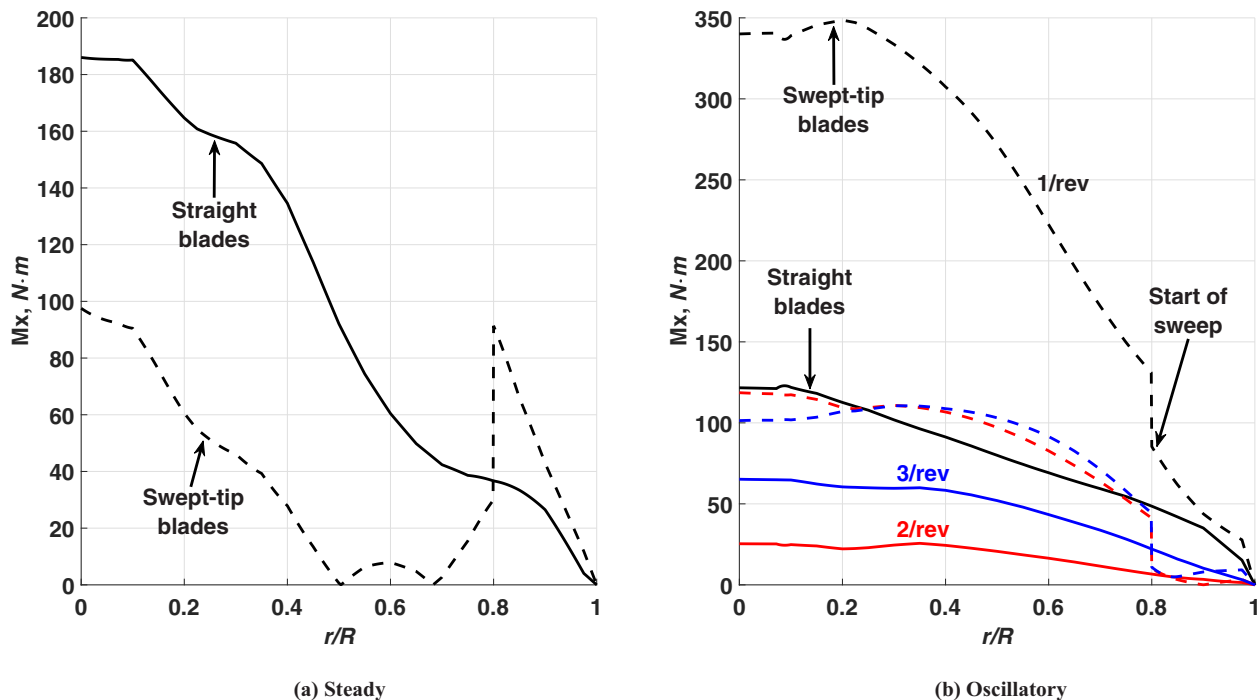 200
180
160
140
120
100
80
60
40
20
0
Mx, N·m
0
0.2
0.4
0.6
0.8
1
r/R
Straight
blades
Swept-tip
blades
(a) Steady
350
300
250
200
150
100
50
0
Mx, N·m
0
0.2
0.4
0.6
0.8
1
r/R
Swept-tip
blades
1/rev
Straight
blades
Start of
sweep
3/rev
2/rev
(b) Oscillatory